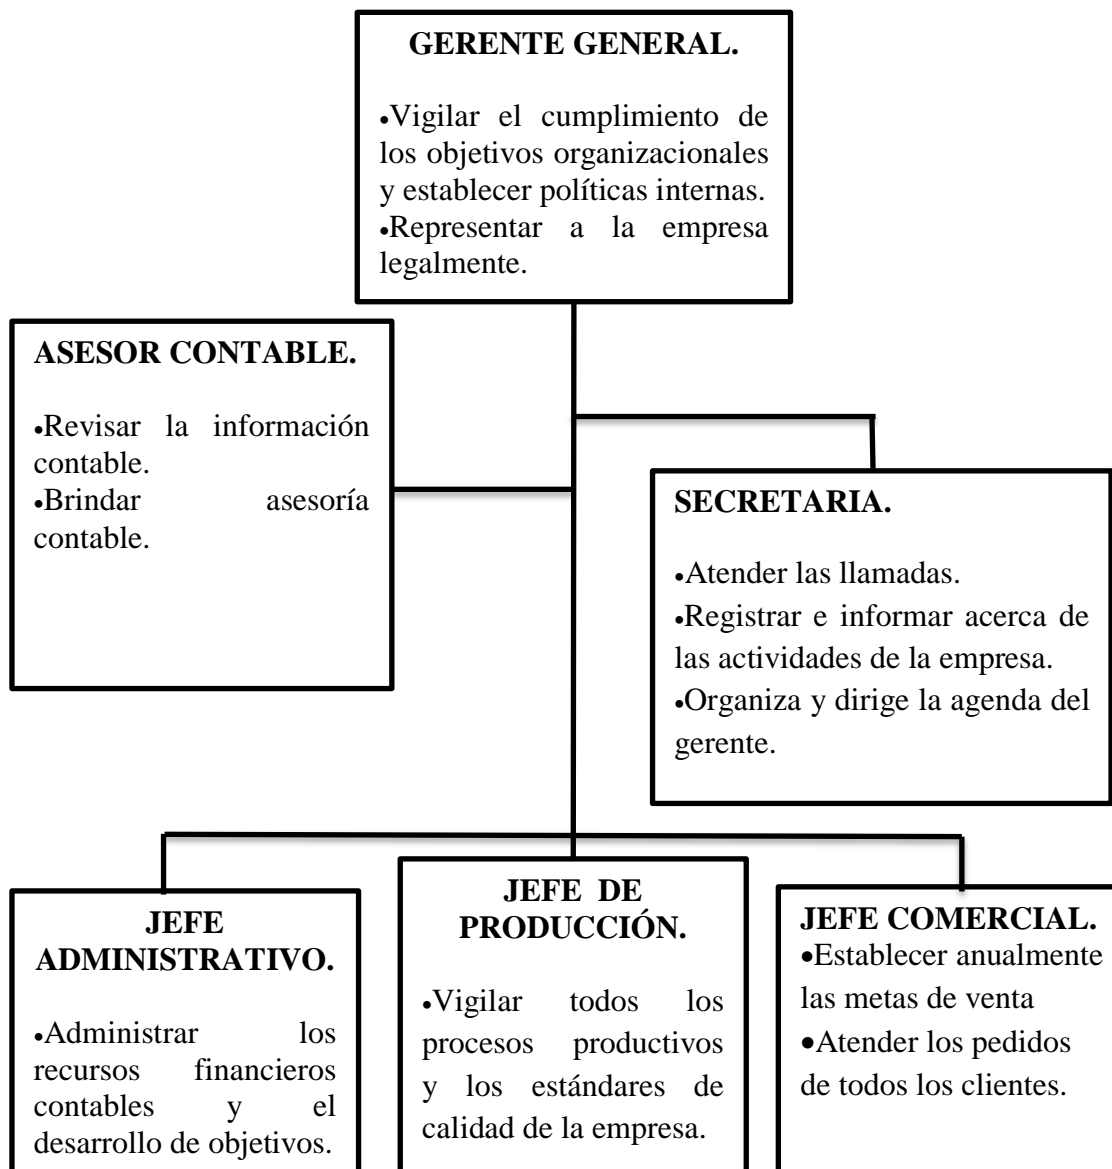 GERENTE GENERAL.
•Vigilar el cumplimiento de
los objetivos organizacionales
y establecer políticas internas.
•Representar a la empresa
legalmente.
ASESOR CONTABLE.
•Revisar la información
contable.
•Brindar asesoría
contable.
SECRETARIA.
•Atender las llamadas.
•Registrar e informar acerca de
las actividades de la empresa.
•Organiza y dirige la agenda del
gerente.
JEFE
ADMINISTRATIVO.
•Administrar los
recursos financieros
contables y el
desarrollo de objetivos.
JEFE DE
PRODUCCIÓN.
•Vigilar todos los
procesos productivos
y los estándares de
calidad de la empresa.
JEFE COMERCIAL.
•Establecer anualmente
las metas de venta
•Atender los pedidos
de todos los clientes.